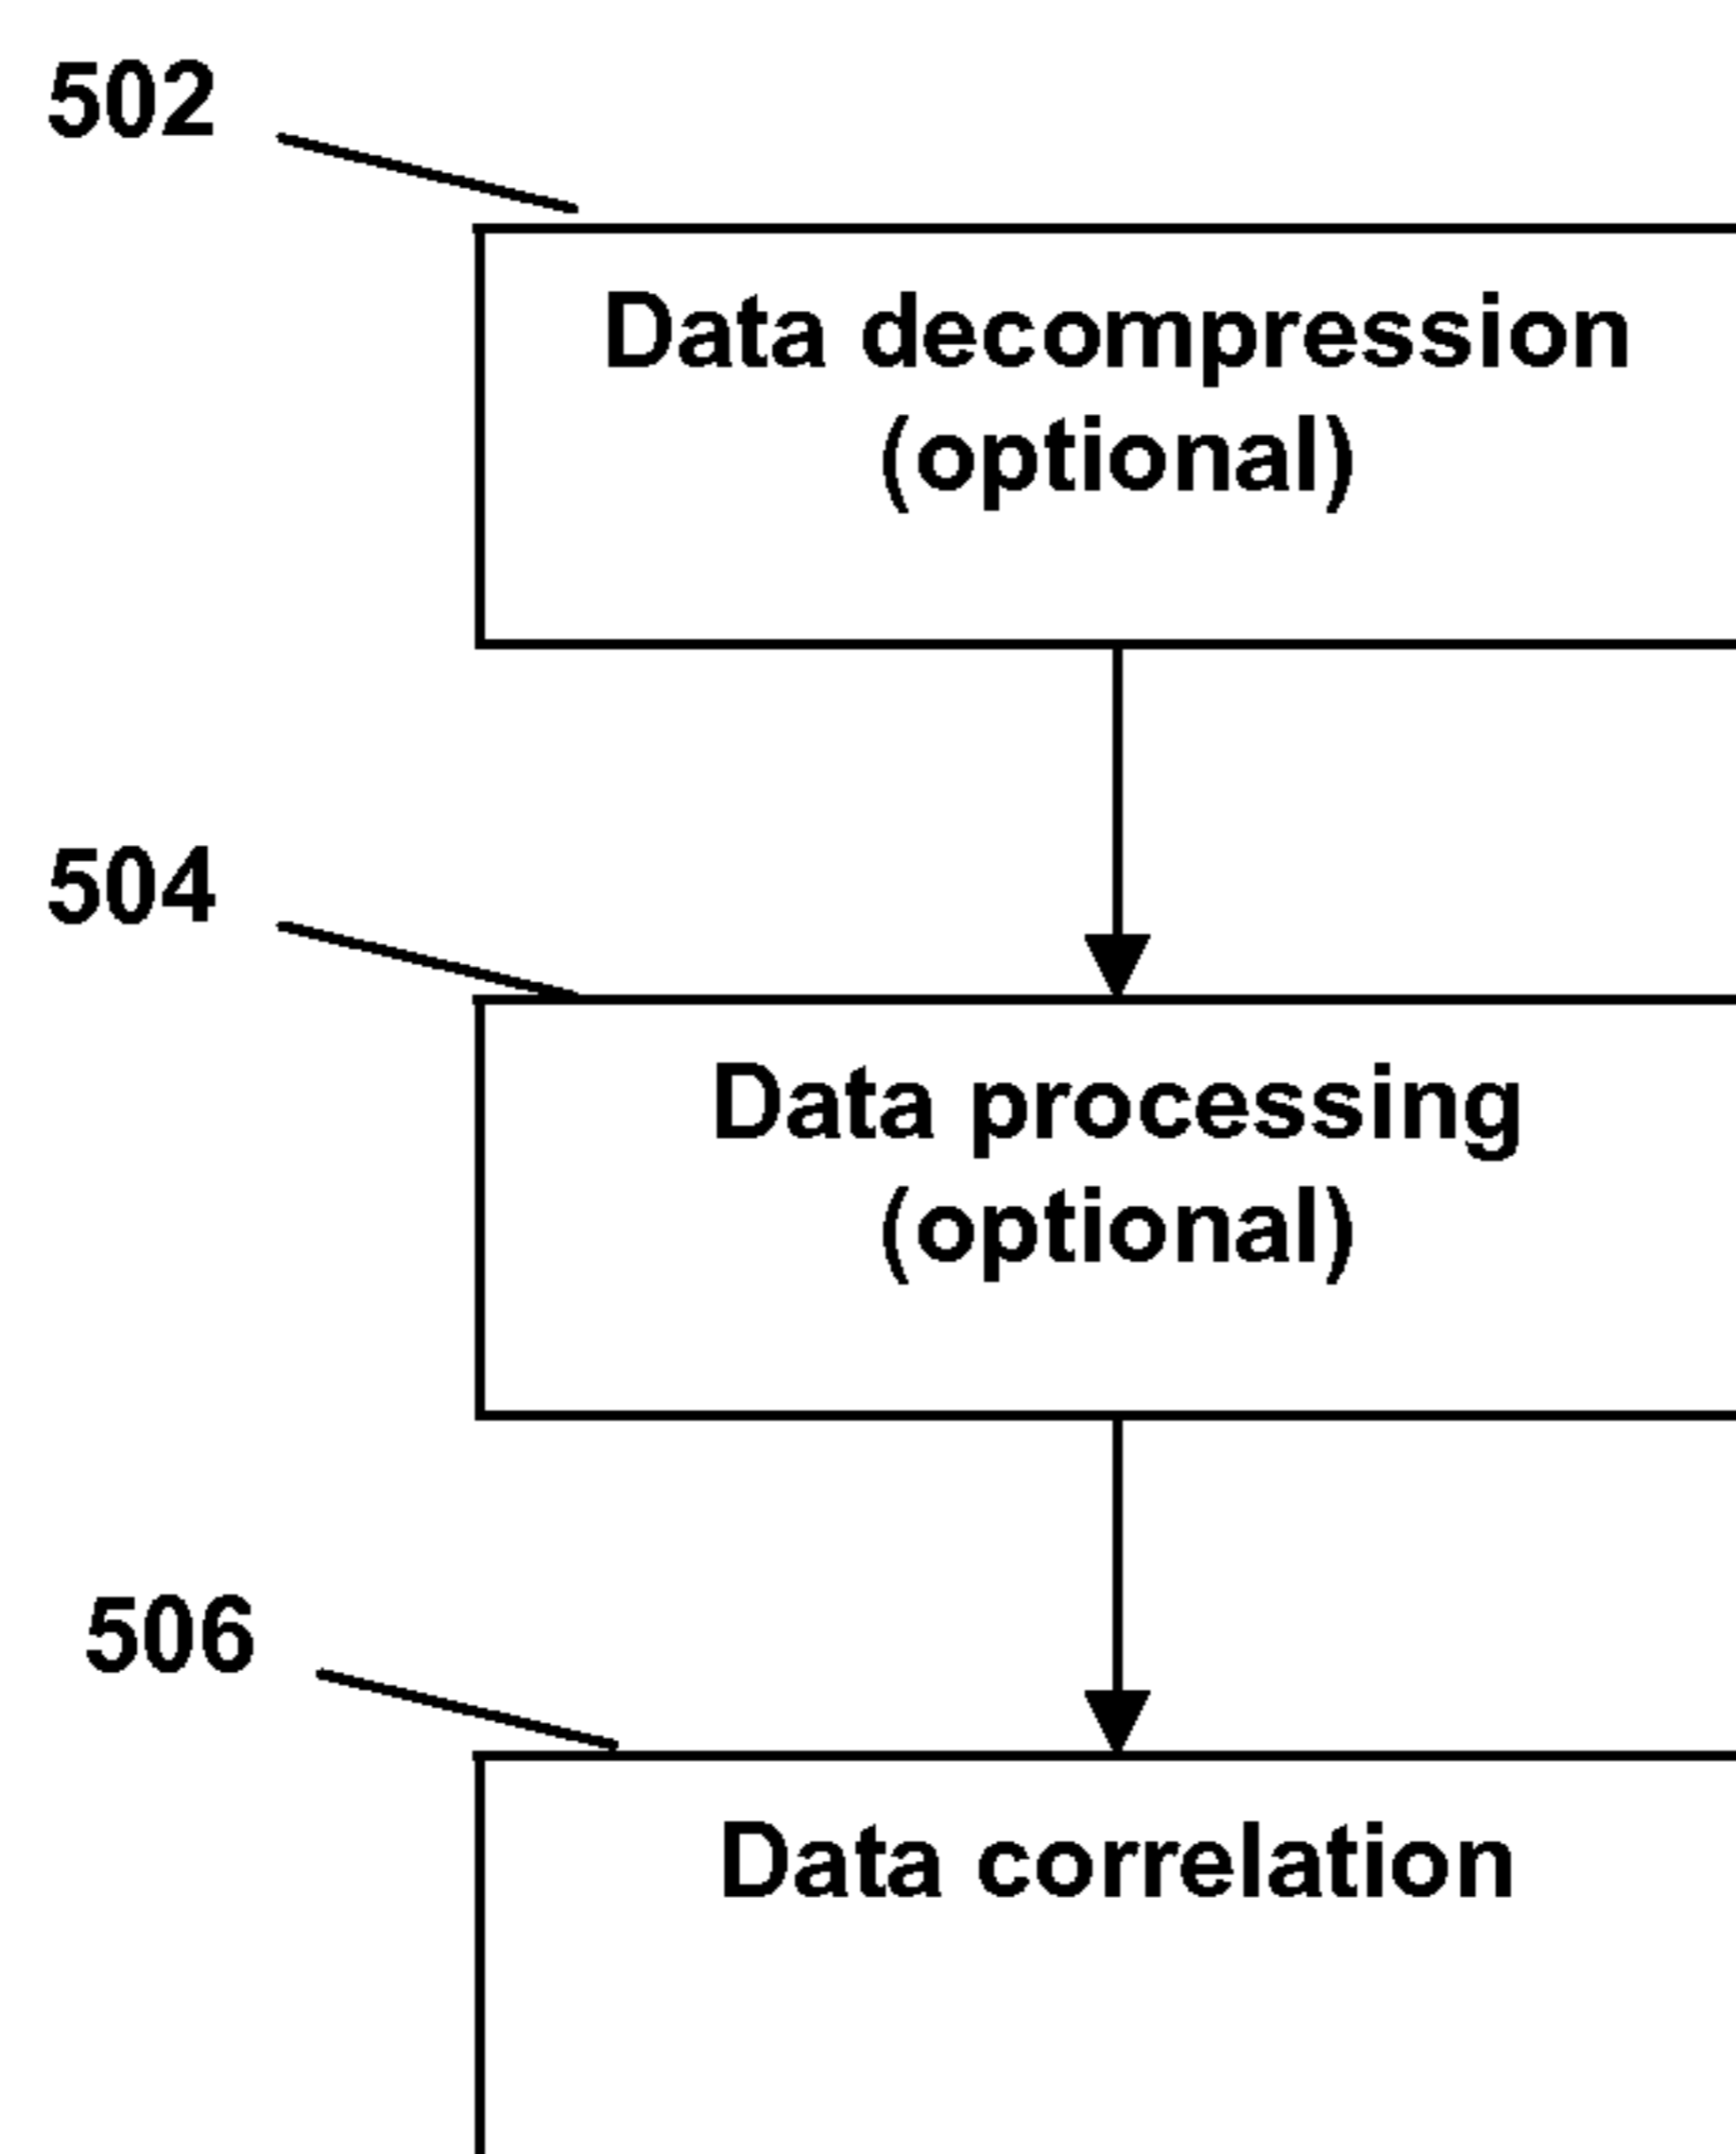 502
Data decompression
(optional)
504
Data processing
(optional)
506
Data correlation